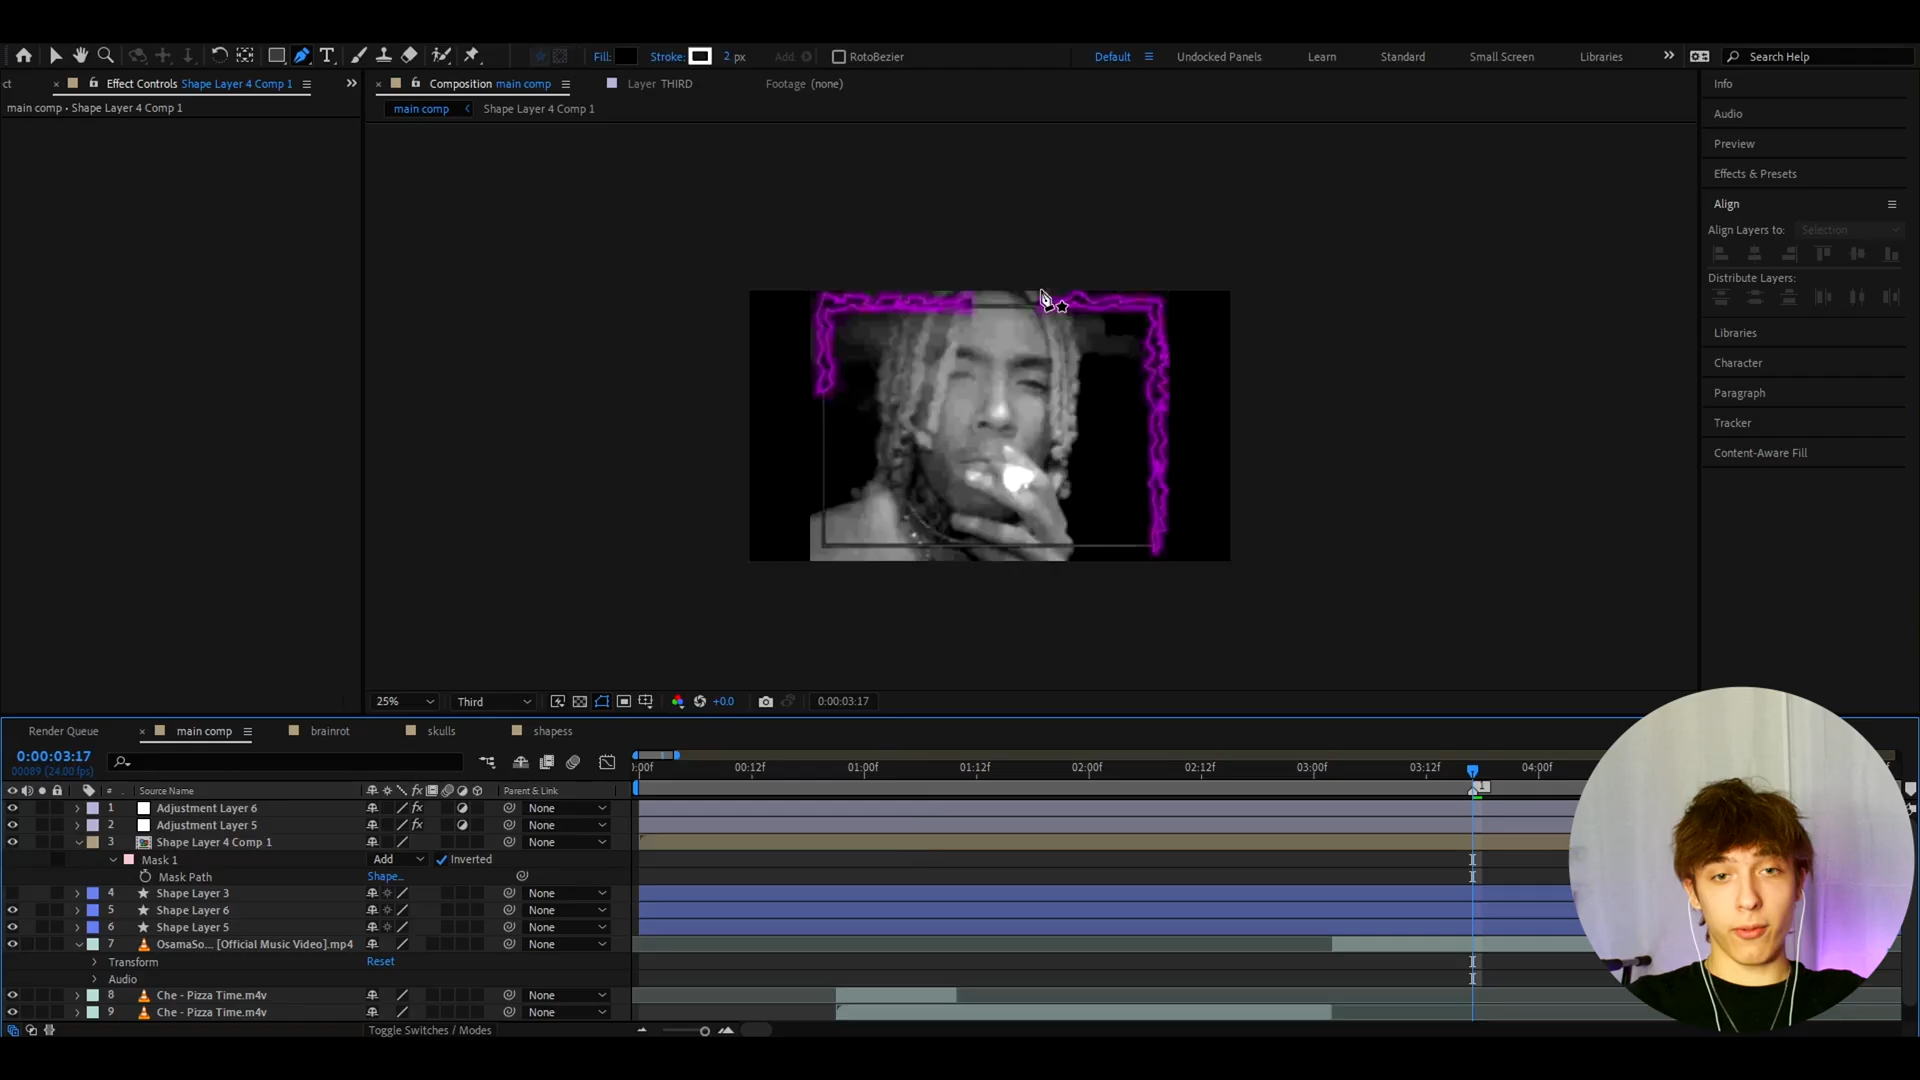 Fill:
Stroke:
2 px
Add:
RotoBezier
Default
Undocked Panels
Learn
Standard
Small Screen
Libraries
Search Help
ct
Effect Controls Shape Layer 4 Comp 1
Composition main comp
Layer THIRD
Footage (none)
Info
main comp • Shape Layer 4 Comp 1
main comp
Shape Layer 4 Comp 1
Audio
Preview
Effects & Presets
Align
Align Layers to:
Selection
Distribute Layers:
Libraries
Character
Paragraph
Tracker
Content-Aware Fill
25%
Third
+0.0
0:00:03:17
Render Queue
main comp
brainrot
skulls
shapess
0:00:03:17
00089 (24.00 fps)
:00f
00:12f
01:00f
01:12f
02:00f
02:12f
03:00f
03:12f
04:00f
# Source Name
fx
Parent & Link
1
1 Adjustment Layer 6 fx None
2 Adjustment Layer 5 fx None
3 Shape Layer 4 Comp 1 None
Mask 1 Add Inverted
Mask Path Shape...
4 Shape Layer 3 None
5 Shape Layer 6 None
6 Shape Layer 5 None
7 OsamaSo... [Official Music Video].mp4 None
Transform Reset
Audio
8 Che - Pizza Time.m4v None
9 Che - Pizza Time.m4v None
Toggle Switches / Modes